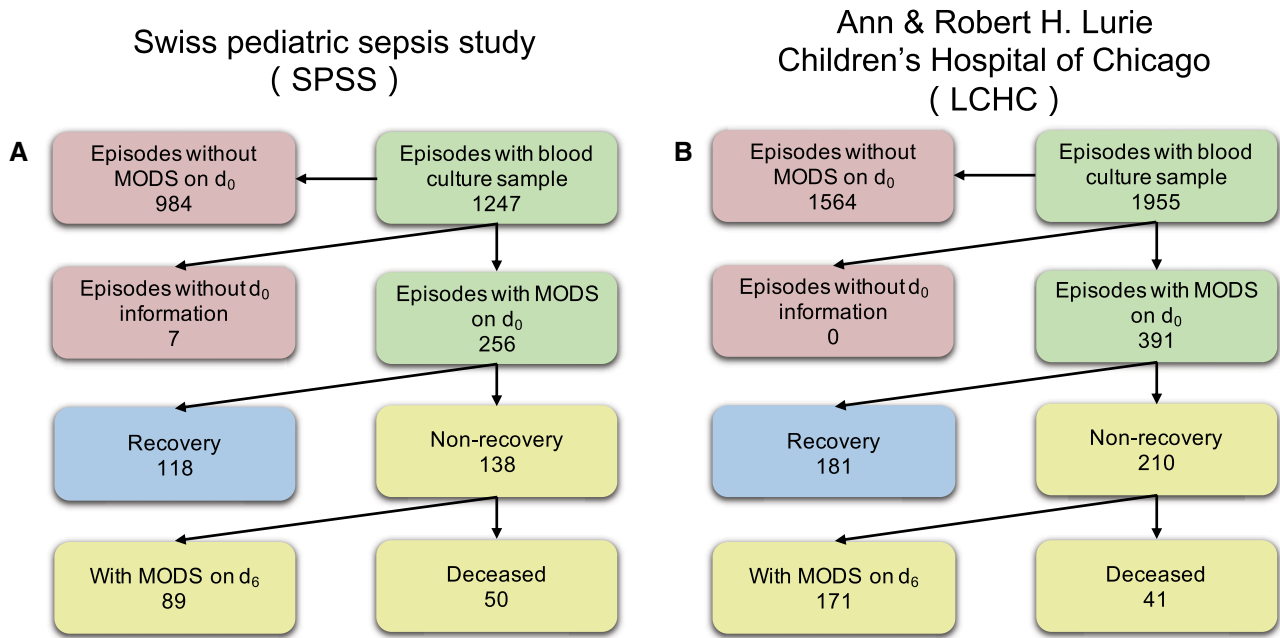 Swiss pediatric sepsis study
( SPSS )
A
Episodes without
MODS on d₀
984
Episodes with blood
culture sample
1247
Episodes without d₀
information
7
Episodes with MODS
on d₀
256
Recovery
118
Non-recovery
138
With MODS on d₆
89
Deceased
50
Ann & Robert H. Lurie
Children's Hospital of Chicago
( LCHC )
B
Episodes without
MODS on d₀
1564
Episodes with blood
culture sample
1955
Episodes without d₀
information
0
Episodes with MODS
on d₀
391
Recovery
181
Non-recovery
210
With MODS on d₆
171
Deceased
41